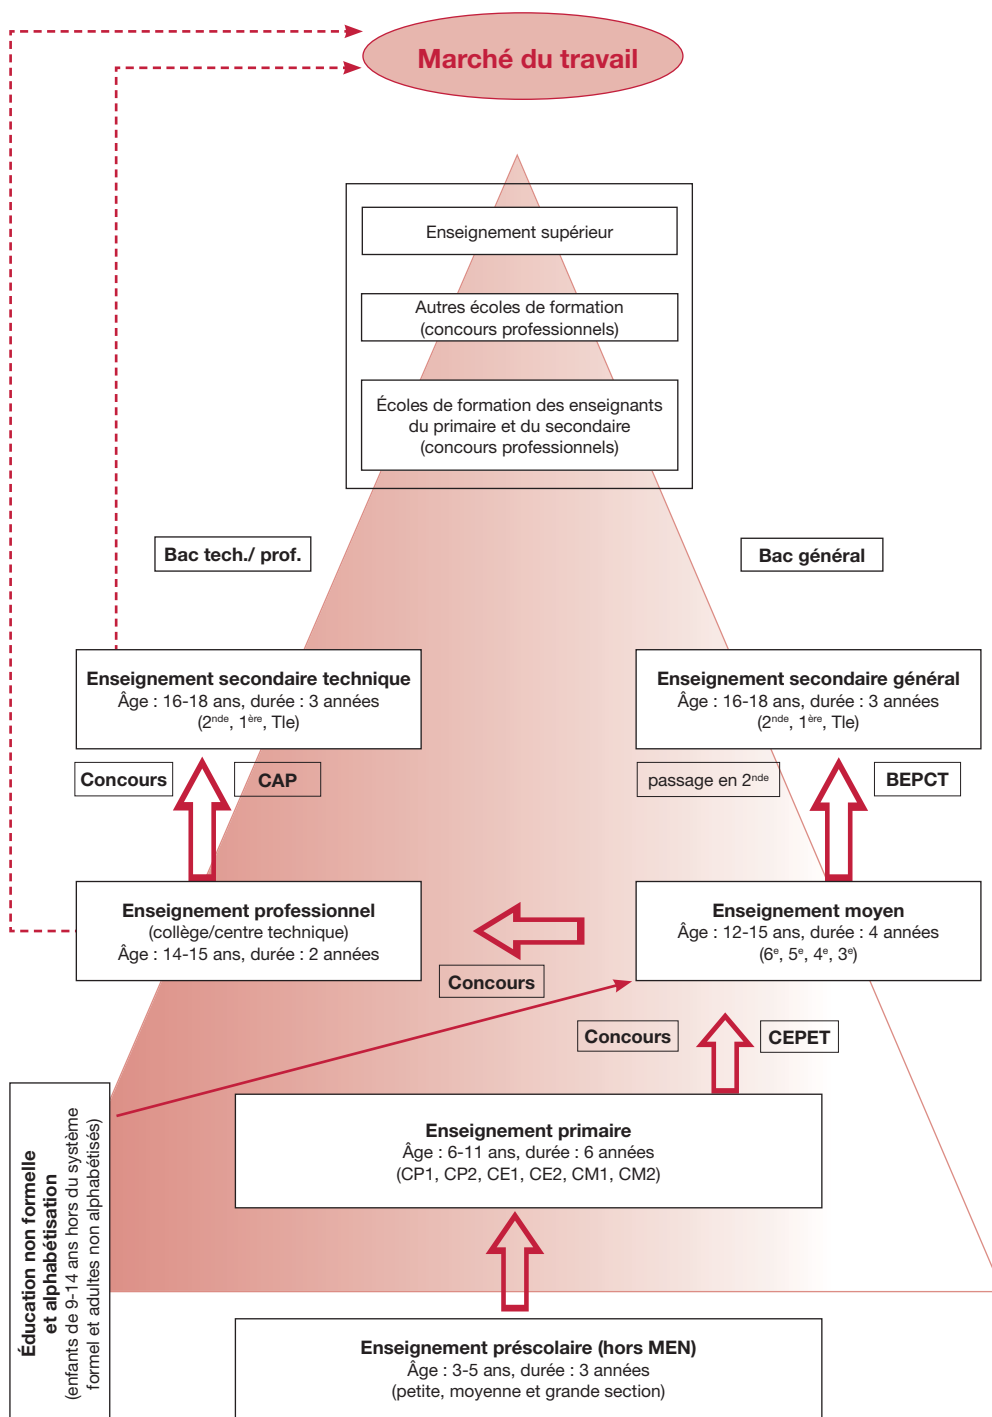 Marché du travail
Enseignement supérieur
Autres écoles de formation
(concours professionnels)
Écoles de formation des enseignants
du primaire et du secondaire
(concours professionnels)
Bac tech./ prof.
Bac général
Enseignement secondaire technique
Âge : 16-18 ans, durée : 3 années
(2nde, 1ère, Tle)
Enseignement secondaire général
Âge : 16-18 ans, durée : 3 années
(2nde, 1ère, Tle)
Concours
CAP
passage en 2nde
BEPCT
Enseignement professionnel
(collège/centre technique)
Âge : 14-15 ans, durée : 2 années
Enseignement moyen
Âge : 12-15 ans, durée : 4 années
(6e, 5e, 4e, 3e)
Concours
Concours
CEPET
Éducation non formelle
et alphabétisation
(enfants de 9-14 ans hors du système
formel et adultes non alphabétisés)
Enseignement primaire
Âge : 6-11 ans, durée : 6 années
(CP1, CP2, CE1, CE2, CM1, CM2)
Enseignement préscolaire (hors MEN)
Âge : 3-5 ans, durée : 3 années
(petite, moyenne et grande section)